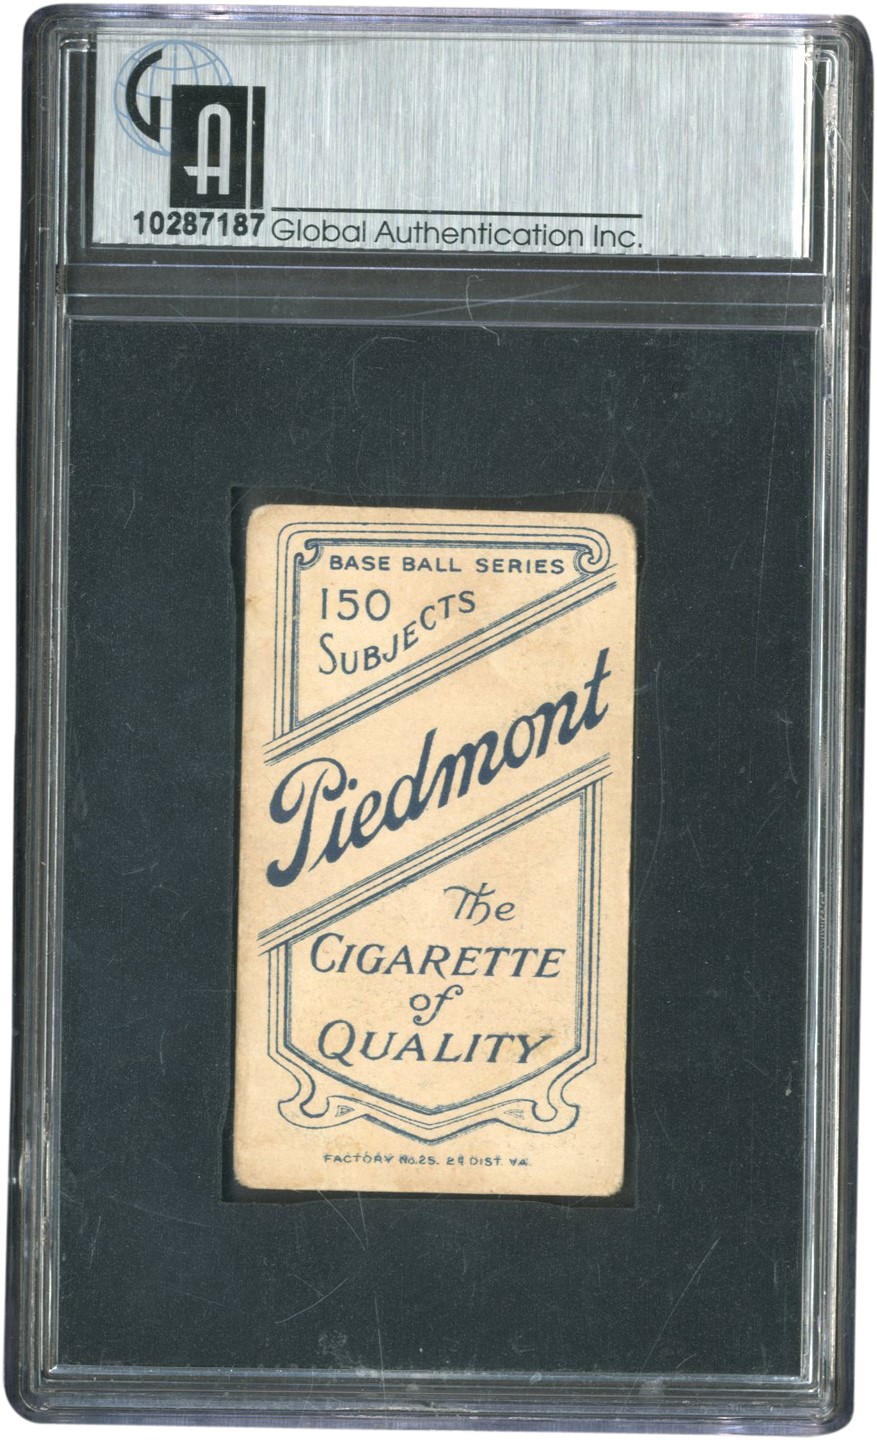 GA
10287187 Global Authentication Inc.
BASE BALL SERIES
150
SUBJECTS
Piedmont
The
CIGARETTE
of
QUALITY
FACTORY No.25. 2d DIST. VA.